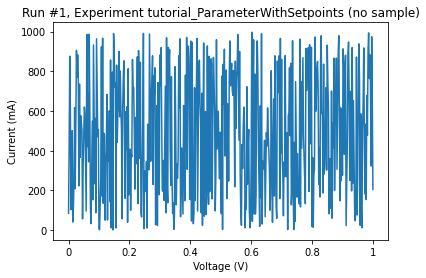 Run #1, Experiment tutorial_ParameterWithSetpoints (no sample)
1000
800
600
400
200
0
Current (mA)
0 0.2 0.4 0.6 0.8 1
Voltage (V)